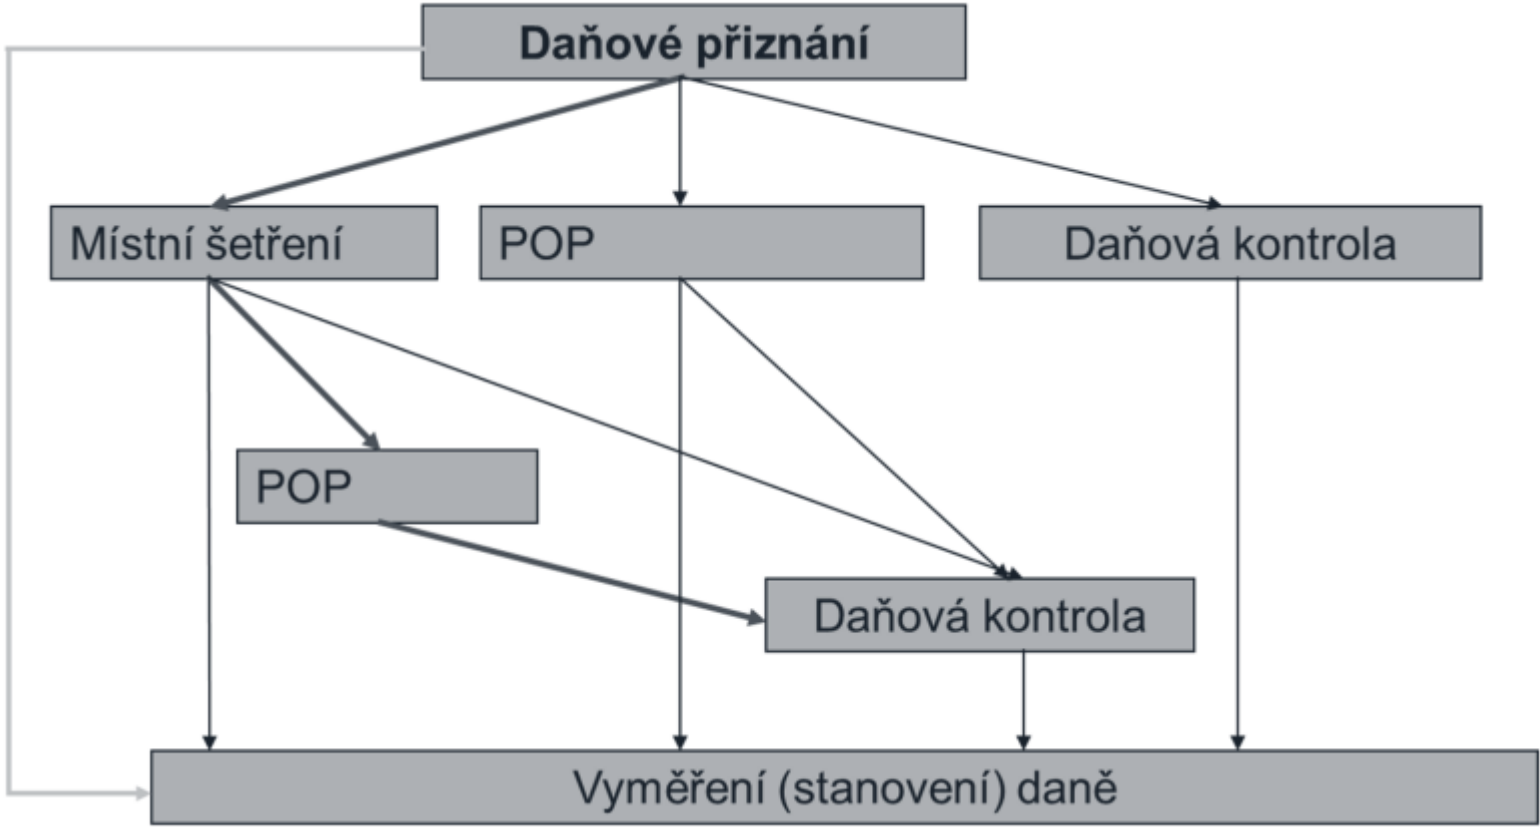 Daňové přiznání
Místní šetření
POP
Daňová kontrola
POP
Daňová kontrola
Vyměření (stanovení) daně